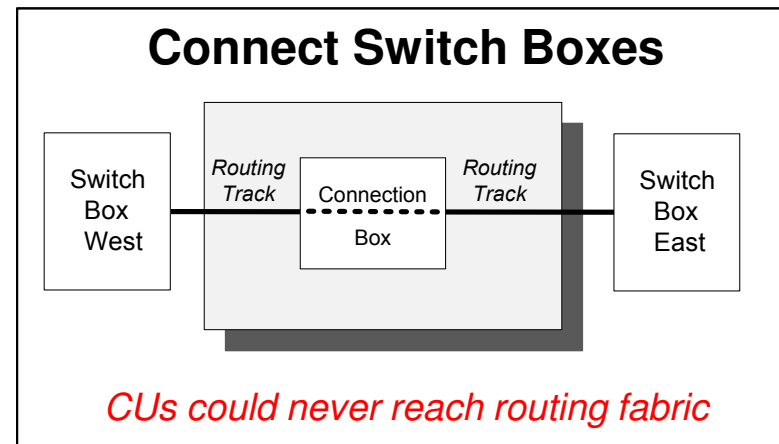 Connect Switch Boxes
Switch
Box
West
Routing
Track
Connection
Box
Routing
Track
Switch
Box
East
CUs could never reach routing fabric